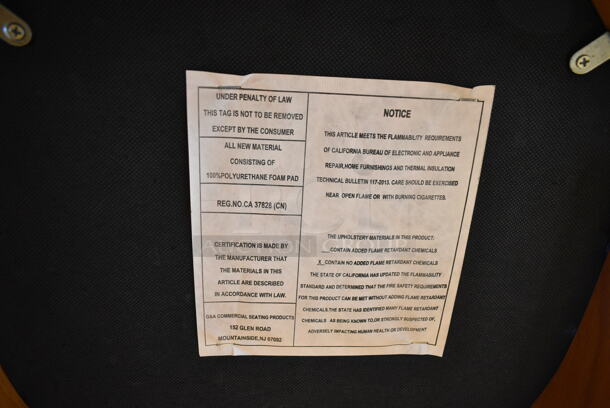 UNDER PENALTY OF LAW
THIS TAG IS NOT TO BE REMOVED
EXCEPT BY THE CONSUMER
ALL NEW MATERIAL
CONSISTING OF
100%POLYURETHANE FOAM PAD
REG.NO.CA 37828 (CN)
CERTIFICATION IS MADE BY
THE MANUFACTURER THAT
THE MATERIALS IN THIS
ARTICLE ARE DESCRIBED
IN ACCORDANCE WITH LAW.
G&A COMMERCIAL SEATING PRODUCTS
152 GLEN ROAD
MOUNTAINSIDE,NJ 07092
NOTICE
THIS ARTICLE MEETS THE FLAMMABILITY REQUIREMENTS
OF CALIFORNIA BUREAU OF ELECTRONIC AND APPLIANCE
REPAIR,HOME FURNISHINGS AND THERMAL INSULATION
TECHNICAL BULLETIN 117-2013. CARE SHOULD BE EXERCISED
NEAR OPEN FLAME OR WITH BURNING CIGARETTES.
THE UPHOLSTERY MATERIALS IN THIS PRODUCT:
_CONTAIN ADDED FLAME RETARDANT CHEMICALS
X CONTAIN NO ADDED FLAME RETARDANT CHEMICALS
THE STATE OF CALIFORNIA HAS UPDATED THE FLAMMABILITY
STANDARD AND DETERMINED THAT THE FIRE SAFETY REQUIREMENTS
FOR THIS PRODUCT CAN BE MET WITHOUT ADDING FLAME RETARDANT
CHEMICALS.THE STATE HAS IDENTIFIED MANY FLAME RETARDANT
CHEMICALS AS BEING KNOWN TO,OR STRONGLY SUSPECTED OF,
ADVERSELY IMPACTING HUMAN HEALTH OR DEVELOPMENT